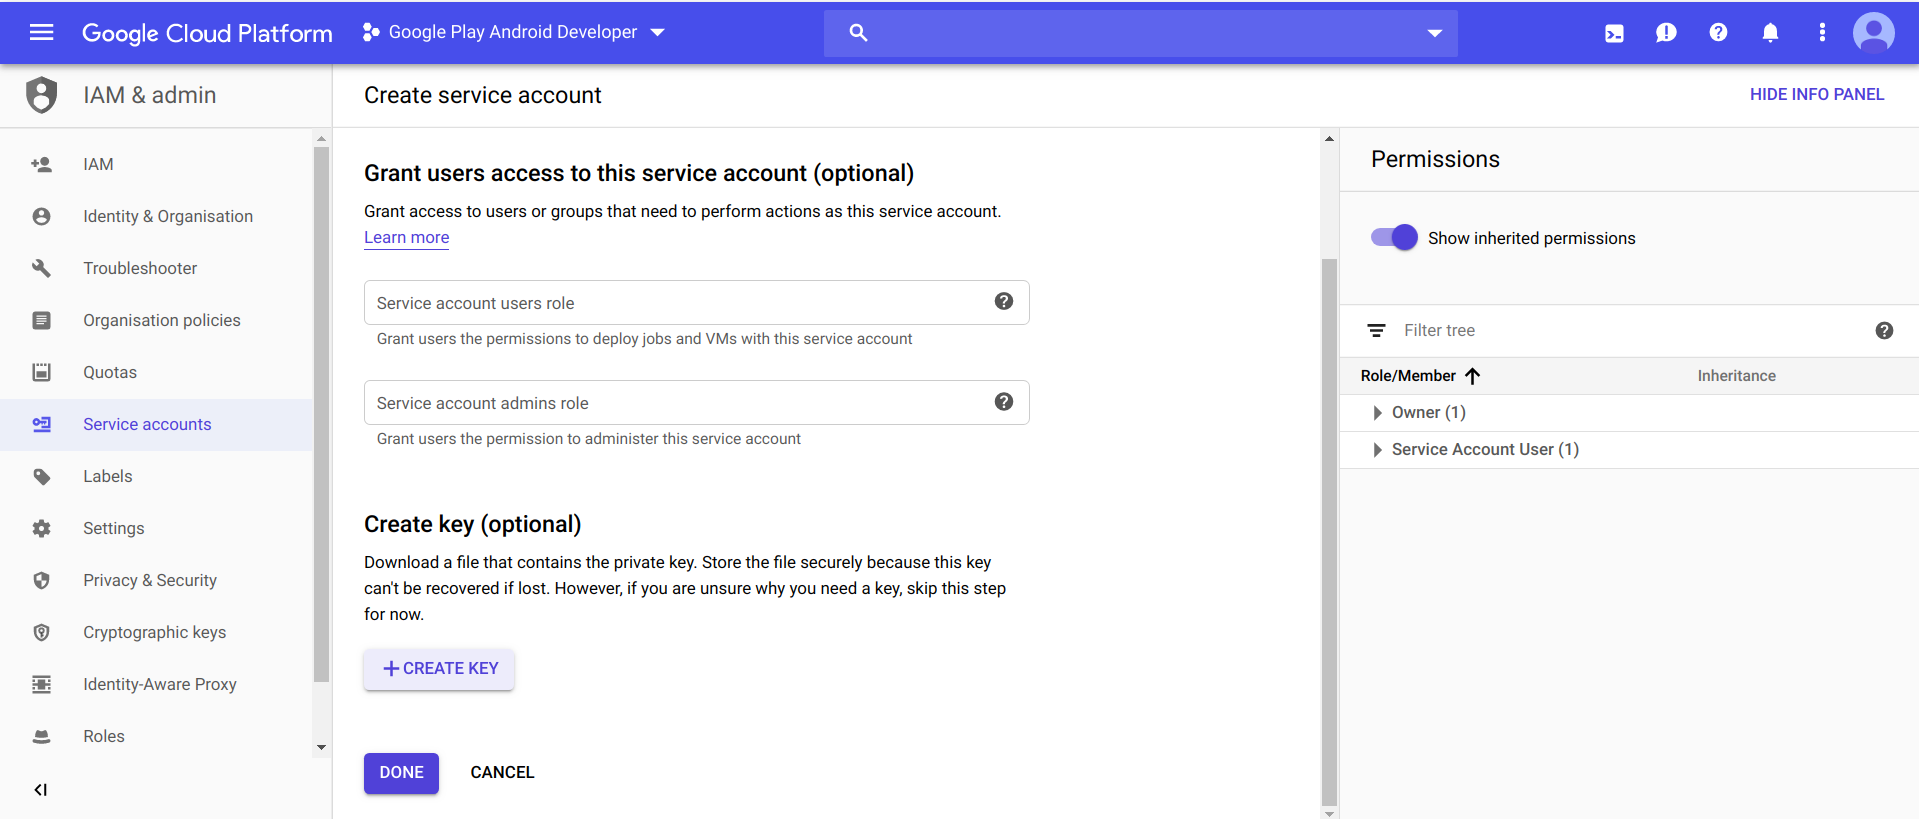 Google Cloud Platform
Google Play Android Developer
IAM & admin
Create service account
HIDE INFO PANEL
IAM
Identity & Organisation
Troubleshooter
Organisation policies
Quotas
Service accounts
Labels
Settings
Privacy & Security
Cryptographic keys
Identity-Aware Proxy
Roles
Grant users access to this service account (optional)
Grant access to users or groups that need to perform actions as this service account.
Learn more
Service account users role
Grant users the permissions to deploy jobs and VMs with this service account
Service account admins role
Grant users the permission to administer this service account
Create key (optional)
Download a file that contains the private key. Store the file securely because this key
can't be recovered if lost. However, if you are unsure why you need a key, skip this step
for now.
CREATE KEY
DONE CANCEL
Permissions
Show inherited permissions
Filter tree
Role/Member Inheritance
Owner (1)
Service Account User (1)